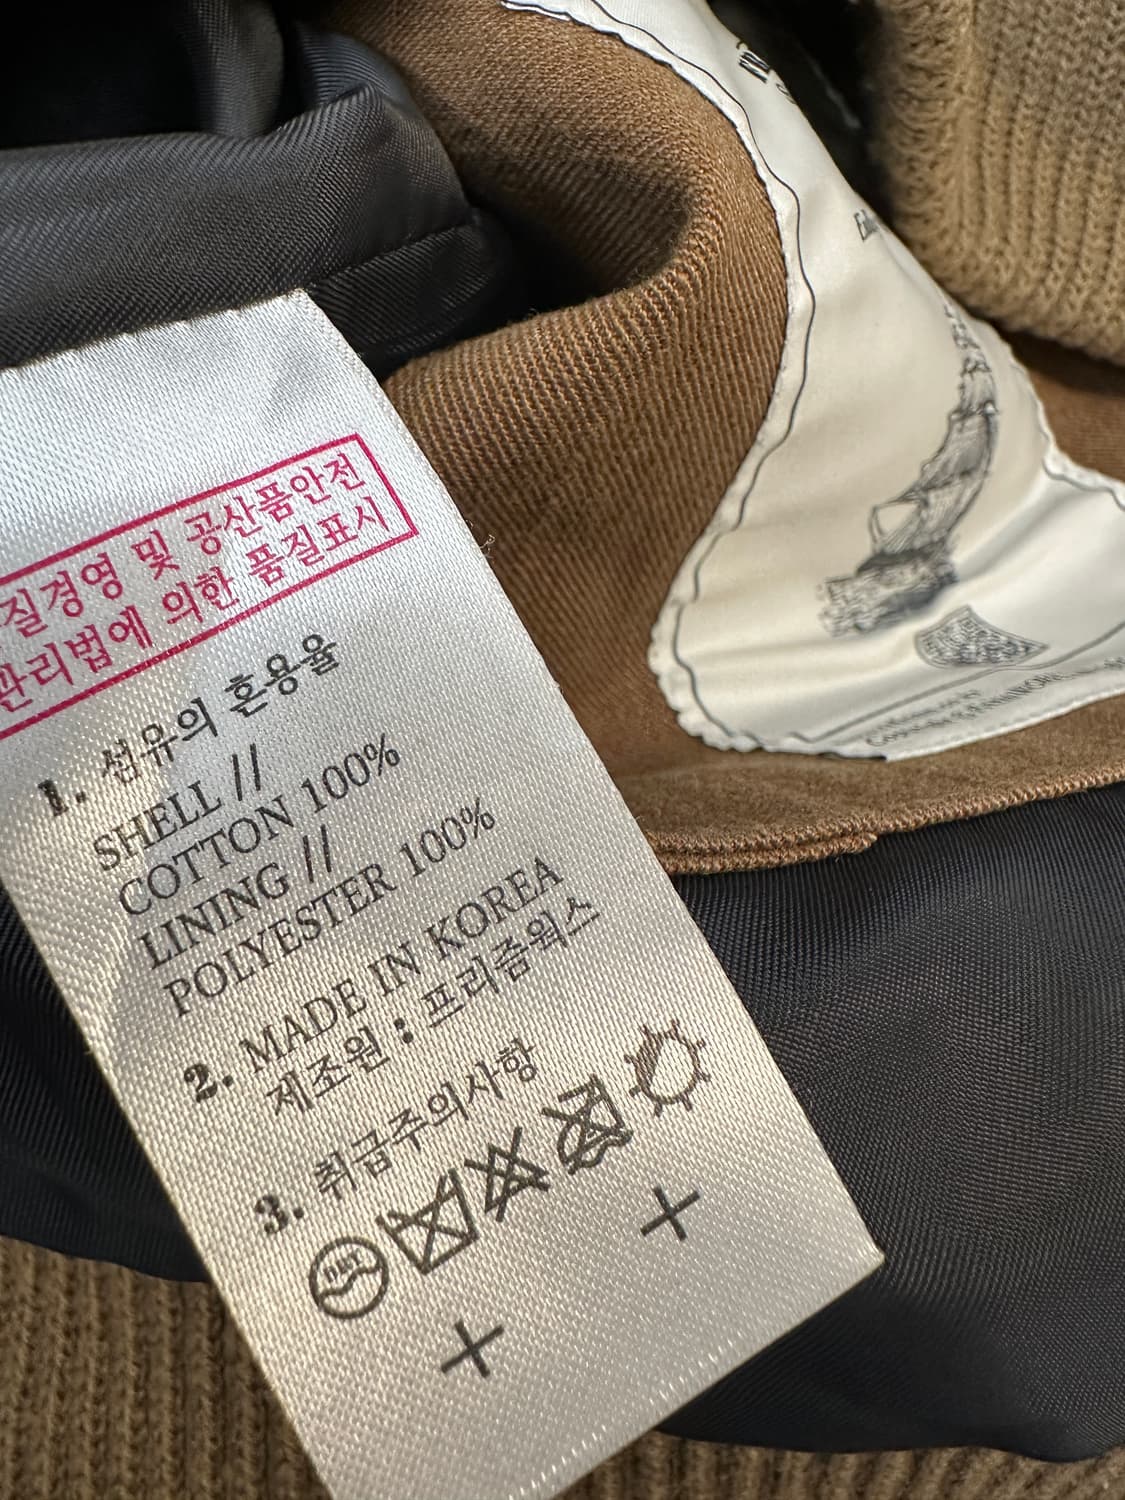 질경영 및 공산품안전
관리법에 의한 품질표시
1. 섬유의 혼용율
SHELL //
COTTON 100%
LINING //
POLYESTER 100%
2. MADE IN KOREA
제조원 : 프리즘웍스
3. 취급주의사항